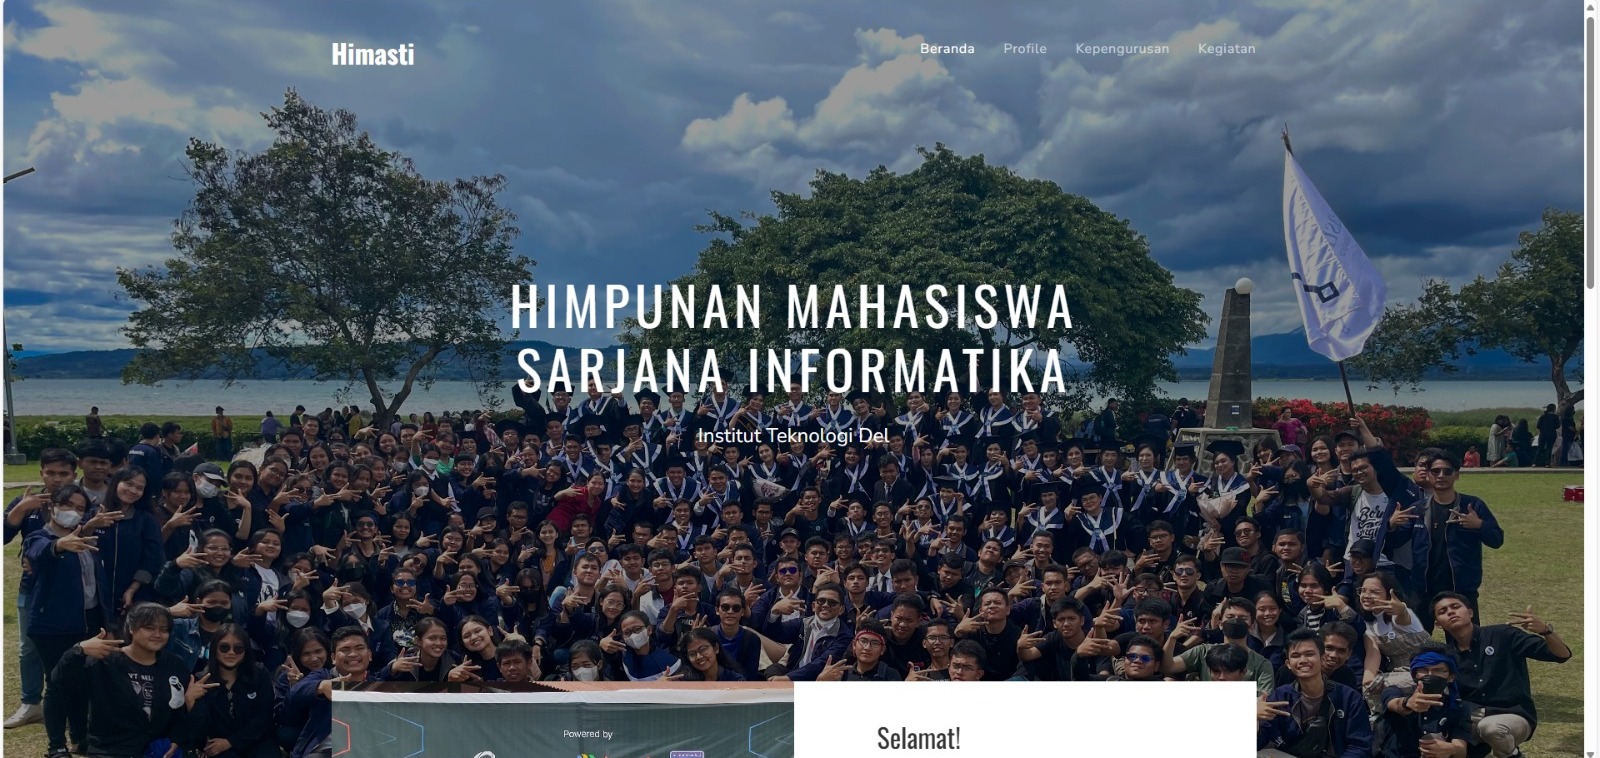 Himasti
Beranda Profile Kepengurusan Kegiatan
HIMPUNAN MAHASISWA
SARJANA INFORMATIKA
Institut Teknologi Del
Powered by
Selamat!